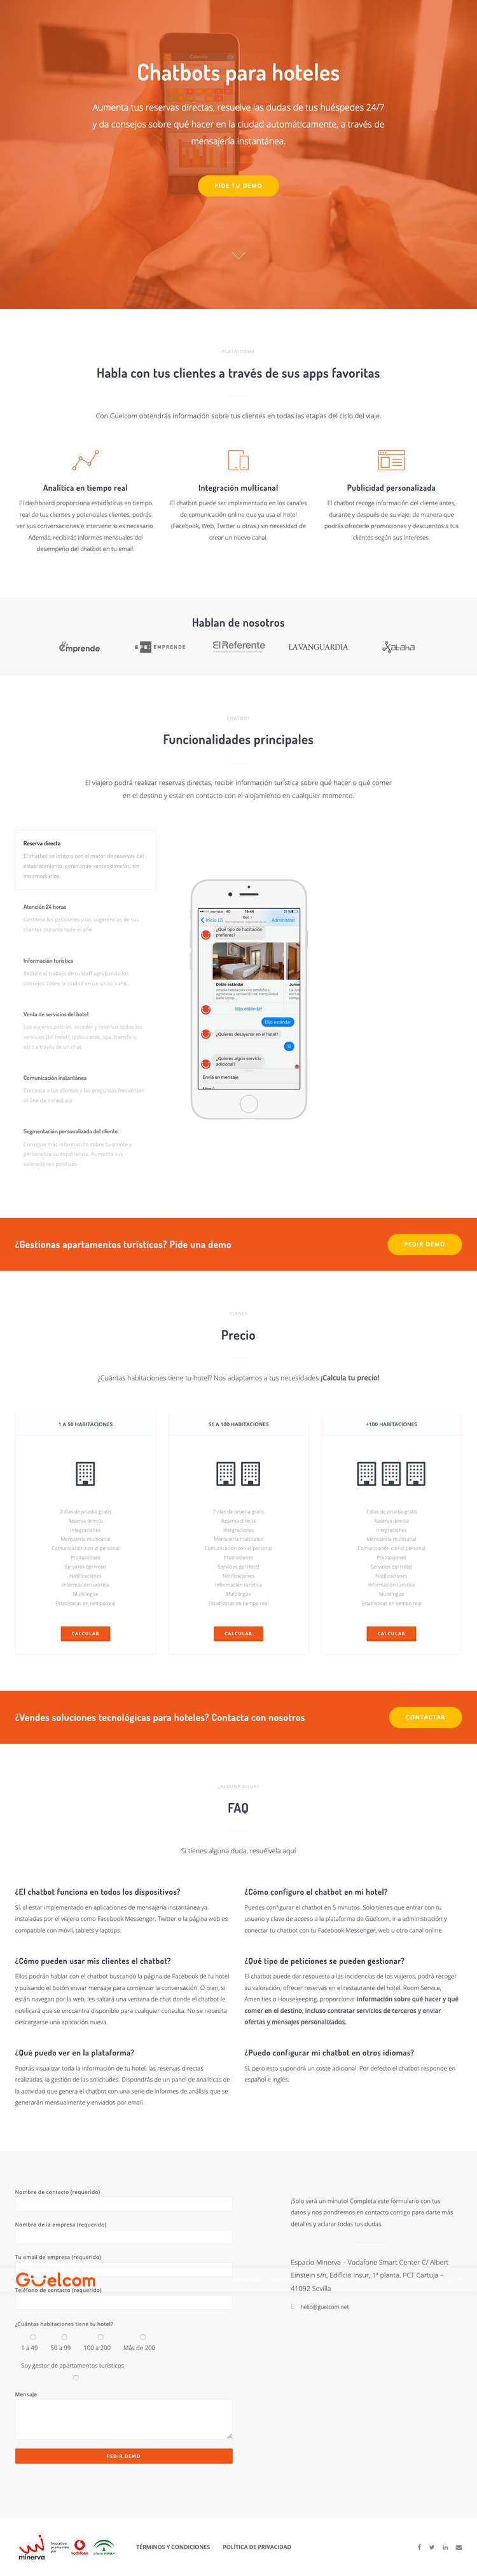 Chatbots para hoteles
Aumenta tus reservas directas, resuelve las dudas de tus huéspedes 24/7
y da consejos sobre qué hacer en la ciudad automáticamente, a través de
mensajería instantánea.
PIDE TU DEMO
PLATAFORMA
Habla con tus clientes a través de sus apps favoritas
Con Güelcom obtendrás información sobre tus clientes en todas las etapas del ciclo del viaje.
Analítica en tiempo real
El dashboard proporciona estadísticas en tiempo
real de tus clientes y potenciales clientes, podrás
ver sus conversaciones e intervenir si es necesario.
Además, recibirás informes mensuales del
desempeño del chatbot en tu email.
Integración multicanal
El chatbot puede ser implementado en los canales
de comunicación online que ya usa el hotel
(Facebook, Web, Twitter u otras) sin necesidad de
crear un nuevo canal.
Publicidad personalizada
El chatbot recoge información del cliente antes,
durante y después de su viaje; de manera que
podrás ofrecerle promociones y descuentos a tus
clientes según sus intereses.
Hablan de nosotros
Emprende
EFE EMPRENDE
El Referente
LAVANGUARDIA
Xataka
CHATBOT
Funcionalidades principales
El viajero podrá realizar reservas directas, recibir información turística sobre qué hacer o qué comer
en el destino y estar en contacto con el alojamiento en cualquier momento.
Reserva directa
El chatbot se integra con el motor de reservas del
establecimiento, generando ventas directas, sin
intermediarios.
Atención 24 horas
Gestiona las peticiones y las sugerencias de tus
clientes durante todo el año.
Información turística
Reduce el trabajo de tu staff agrupando los
consejos sobre la ciudad en un único canal.
Venta de servicios del hotel
Los viajeros podrán, acceder y reservar todos los
servicios del hotel ( restaurante, spa, transfers,
etc.) a través de un chat.
Comunicación instantánea
Contesta a tus clientes y las preguntas frecuentes
online de inmediato
Segmentación personalizada del cliente
Consigue más información sobre tu cliente y
personaliza su experiencia. Aumenta sus
valoraciones positivas
Inicio (2)
Bot
Administrar
¿Qué tipo de habitación
prefieres?
Doble estándar
Elijo estándar
Elijo estándar
¿Quieres desayunar en el hotel?
Sí
¿Quieres algún servicio
adicional?
Envía un mensaje
¿Gestionas apartamentos turísticos? Pide una demo
PEDIR DEMO
PLANES
Precio
¿Cuántas habitaciones tiene tu hotel? Nos adaptamos a tus necesidades ¡Calcula tu precio!
1 A 50 HABITACIONES
7 días de prueba gratis
Reserva directa
Integraciones
Mensajería multicanal
Comunicación con el personal
Promociones
Servicios del Hotel
Notificaciones
Información turística
Multilingüe
Estadísticas en tiempo real
CALCULAR
51 A 100 HABITACIONES
7 días de prueba gratis
Reserva directa
Integraciones
Mensajería multicanal
Comunicación con el personal
Promociones
Servicios del Hotel
Notificaciones
Información turística
Multilingüe
Estadísticas en tiempo real
CALCULAR
+100 HABITACIONES
7 días de prueba gratis
Reserva directa
Integraciones
Mensajería multicanal
Comunicación con el personal
Promociones
Servicios del Hotel
Notificaciones
Información turística
Multilingüe
Estadísticas en tiempo real
CALCULAR
¿Vendes soluciones tecnológicas para hoteles? Contacta con nosotros
CONTACTAR
¿ALGUNA DUDA?
FAQ
Si tienes alguna duda, resuélvela aquí
¿El chatbot funciona en todos los dispositivos?
Sí, al estar implementado en aplicaciones de mensajería instantánea ya
instaladas por el viajero como Facebook Messenger, Twitter o la página web es
compatible con móvil, tablets y laptops.
¿Cómo configuro el chatbot en mi hotel?
Puedes configurar el chatbot en 5 minutos. Solo tienes que entrar con tu
usuario y clave de acceso a la plataforma de Güelcom, ir a administración y
conectar tu chatbot con tu Facebook Messenger, web u otro canal online.
¿Cómo pueden usar mis clientes el chatbot?
Ellos podrán hablar con el chatbot buscando la página de Facebook de tu hotel
y pulsando el botón enviar mensaje para comenzar la conversación. O bien, si
están navegan por la web, les saltará una ventana de chat donde el chatbot le
notificará que se encuentra disponible para cualquier consulta. No se necesita
descargarse una aplicación nueva.
¿Qué tipo de peticiones se pueden gestionar?
El chatbot puede dar respuesta a las incidencias de los viajeros, podrá recoger
su valoración, ofrecer reservas en el restaurante del hotel, Room Service,
Amenities o Housekeeping, proporcionar información sobre qué hacer y qué
comer en el destino, incluso contratar servicios de terceros y enviar
ofertas y mensajes personalizados.
¿Qué puedo ver en la plataforma?
Podrás visualizar toda la información de tu hotel, las reservas directas
realizadas, la gestión de las solicitudes. Dispondrás de un panel de analíticas de
la actividad que genera el chatbot con una serie de informes de análisis que se
generarán mensualmente y enviados por email.
¿Puedo configurar mi chatbot en otros idiomas?
Sí, pero esto supondrá un coste adicional. Por defecto el chatbot responde en
español e inglés.
Nombre de contacto (requerido)
Nombre de la empresa (requerido)
Tu email de empresa (requerido)
Güelcom
Teléfono de contacto (requerido)
¿Cuántas habitaciones tiene tu hotel?
1 a 49 50 a 99 100 a 200 Más de 200
Soy gestor de apartamentos turísticos
Mensaje
PEDIR DEMO
¡Solo será un minuto! Completa este formulario con tus
datos y nos pondremos en contacto contigo para darte más
detalles y aclarar todas tus dudas.
Espacio Minerva – Vodafone Smart Center C/ Albert
Einstein s/n, Edificio Insur, 1ª planta. PCT Cartuja –
41092 Sevilla
hello@guelcom.net
minerva
Iniciativa
promovida
por
vodafone
TÉRMINOS Y CONDICIONES
POLÍTICA DE PRIVACIDAD